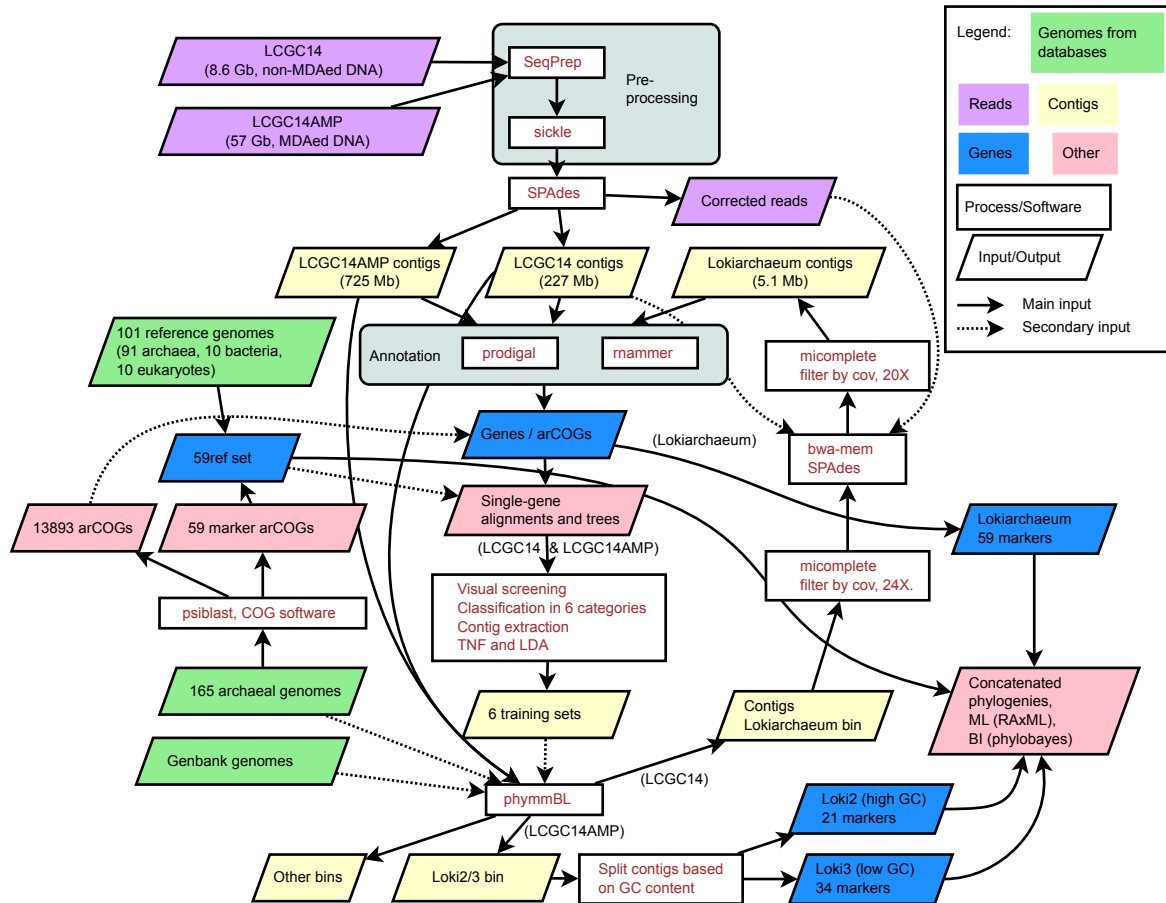 LCGC14
(8.6 Gb, non-MDAed DNA)
LCGC14AMP
(57 Gb, MDAed DNA)
SeqPrep
Pre-
processing
sickle
SPAdes
Corrected reads
Legend:
Genomes from
databases
Reads
Contigs
Genes
Other
Process/Software
Input/Output
Main input
Secondary input
LCGC14AMP contigs
(725 Mb)
LCGC14 contigs
(227 Mb)
Lokiarchaeum contigs
(5.1 Mb)
Annotation
prodigal
rnammer
101 reference genomes
(91 archaea, 10 bacteria,
10 eukaryotes)
micomplete
filter by cov, 20X
59ref set
Genes / arCOGs
(Lokiarchaeum)
bwa-mem
SPAdes
13893 arCOGs
59 marker arCOGs
Single-gene
alignments and trees
(LCGC14 & LCGC14AMP)
Lokiarchaeum
59 markers
micomplete
filter by cov, 24X.
psiblast, COG software
Visual screening
Classification in 6 categories
Contig extraction
TNF and LDA
165 archaeal genomes
6 training sets
Contigs
Lokiarchaeum bin
Concatenated
phylogenies,
ML (RAxML),
BI (phylobayes)
Genbank genomes
phymmBL
(LCGC14)
(LCGC14AMP)
Loki2 (high GC)
21 markers
Other bins
Loki2/3 bin
Split contigs based
on GC content
Loki3 (low GC)
34 markers